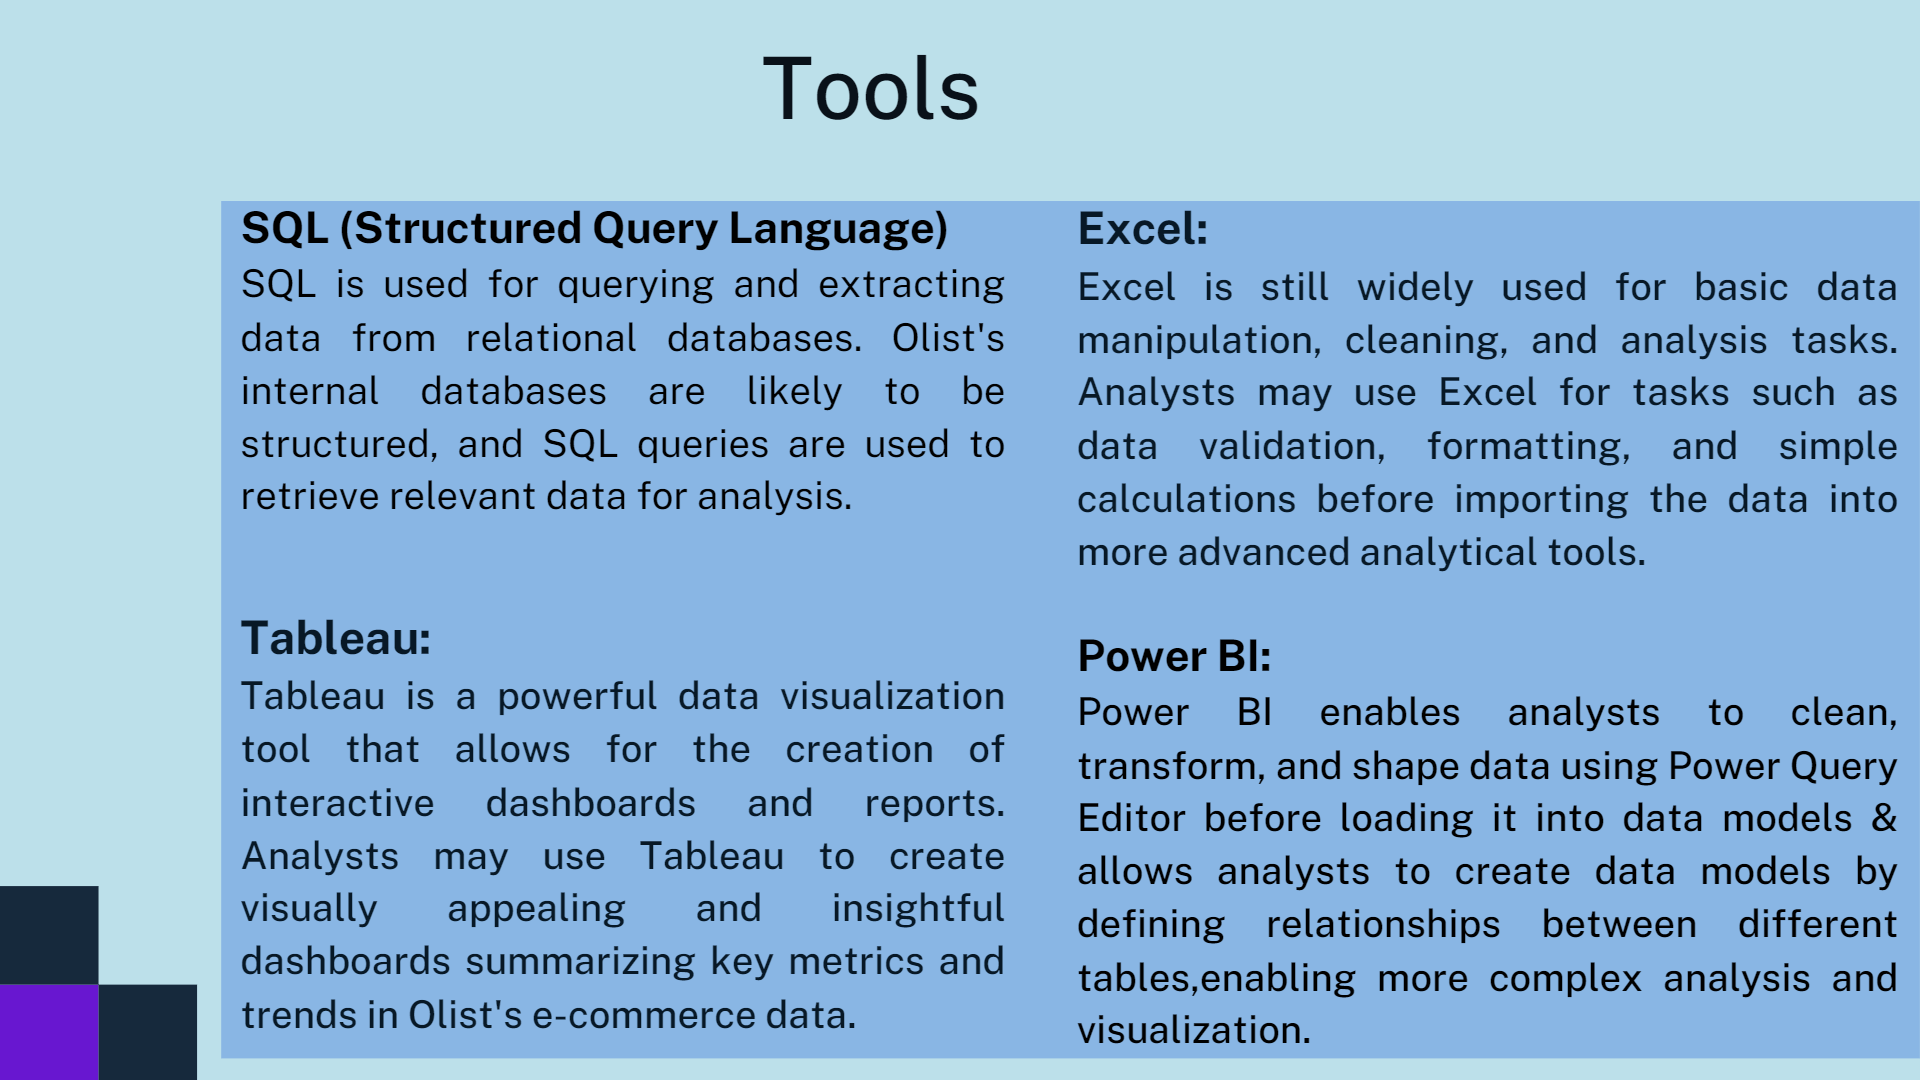 Tools
SQL (Structured Query Language)
SQL is used for querying and extracting
data from relational databases. Olist's
internal databases are likely to be
structured, and SQL queries are used to
retrieve relevant data for analysis.
Tableau:
Tableau is a powerful data visualization
tool that allows for the creation of
interactive dashboards and reports.
Analysts may use Tableau to create
visually appealing and insightful
dashboards summarizing key metrics and
trends in Olist's e-commerce data.
Excel:
Excel is still widely used for basic data
manipulation, cleaning, and analysis tasks.
Analysts may use Excel for tasks such as
data validation, formatting, and simple
calculations before importing the data into
more advanced analytical tools.
Power BI:
Power BI enables analysts to clean,
transform, and shape data using Power Query
Editor before loading it into data models &
allows analysts to create data models by
defining relationships between different
tables,enabling more complex analysis and
visualization.